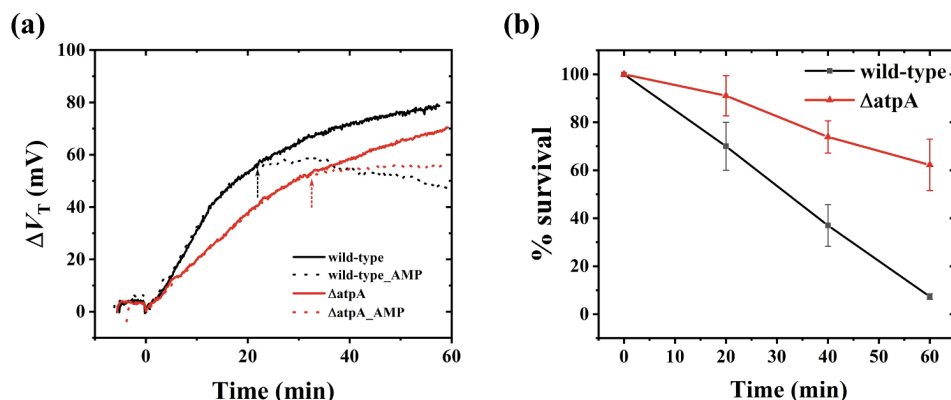 (a)
100
80
60
40
20
0
ΔV_T (mV)
wild-type
wild-type_AMP
ΔatpA
ΔatpA_AMP
0
20
40
60
Time (min)
(b)
100
80
60
40
20
0
% survival
wild-type
ΔatpA
0
10
20
30
40
50
60
Time (min)